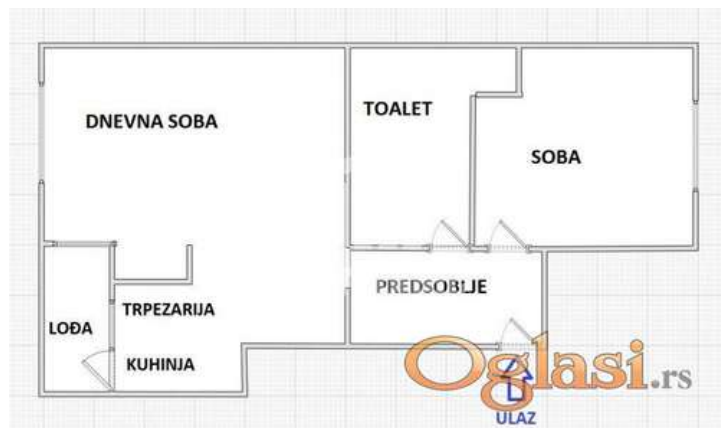 DNEVNA SOBA
TOALET
SOBA
PREDSOBLJE
TRPEZARIJA
LOĐA
KUHINJA
Oglasi.rs
ULAZ